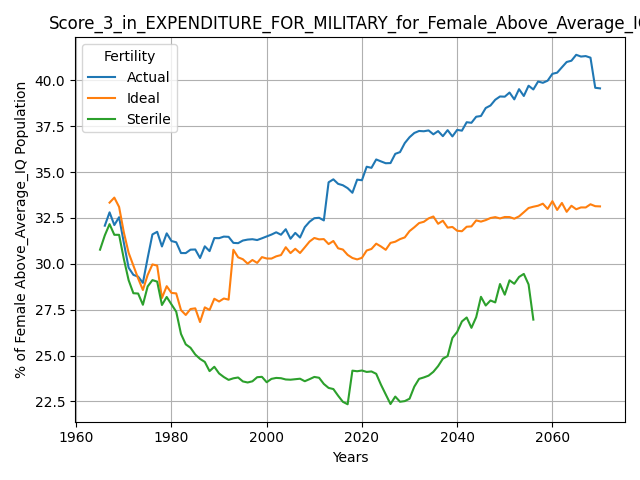 Score_3_in_EXPENDITURE_FOR_MILITARY_for_Female_Above_Average_IQ
Fertility
Actual
Ideal
Sterile
% of Female Above_Average_IQ Population
40.0
37.5
35.0
32.5
30.0
27.5
25.0
22.5
1960 1980 2000 2020 2040 2060
Years